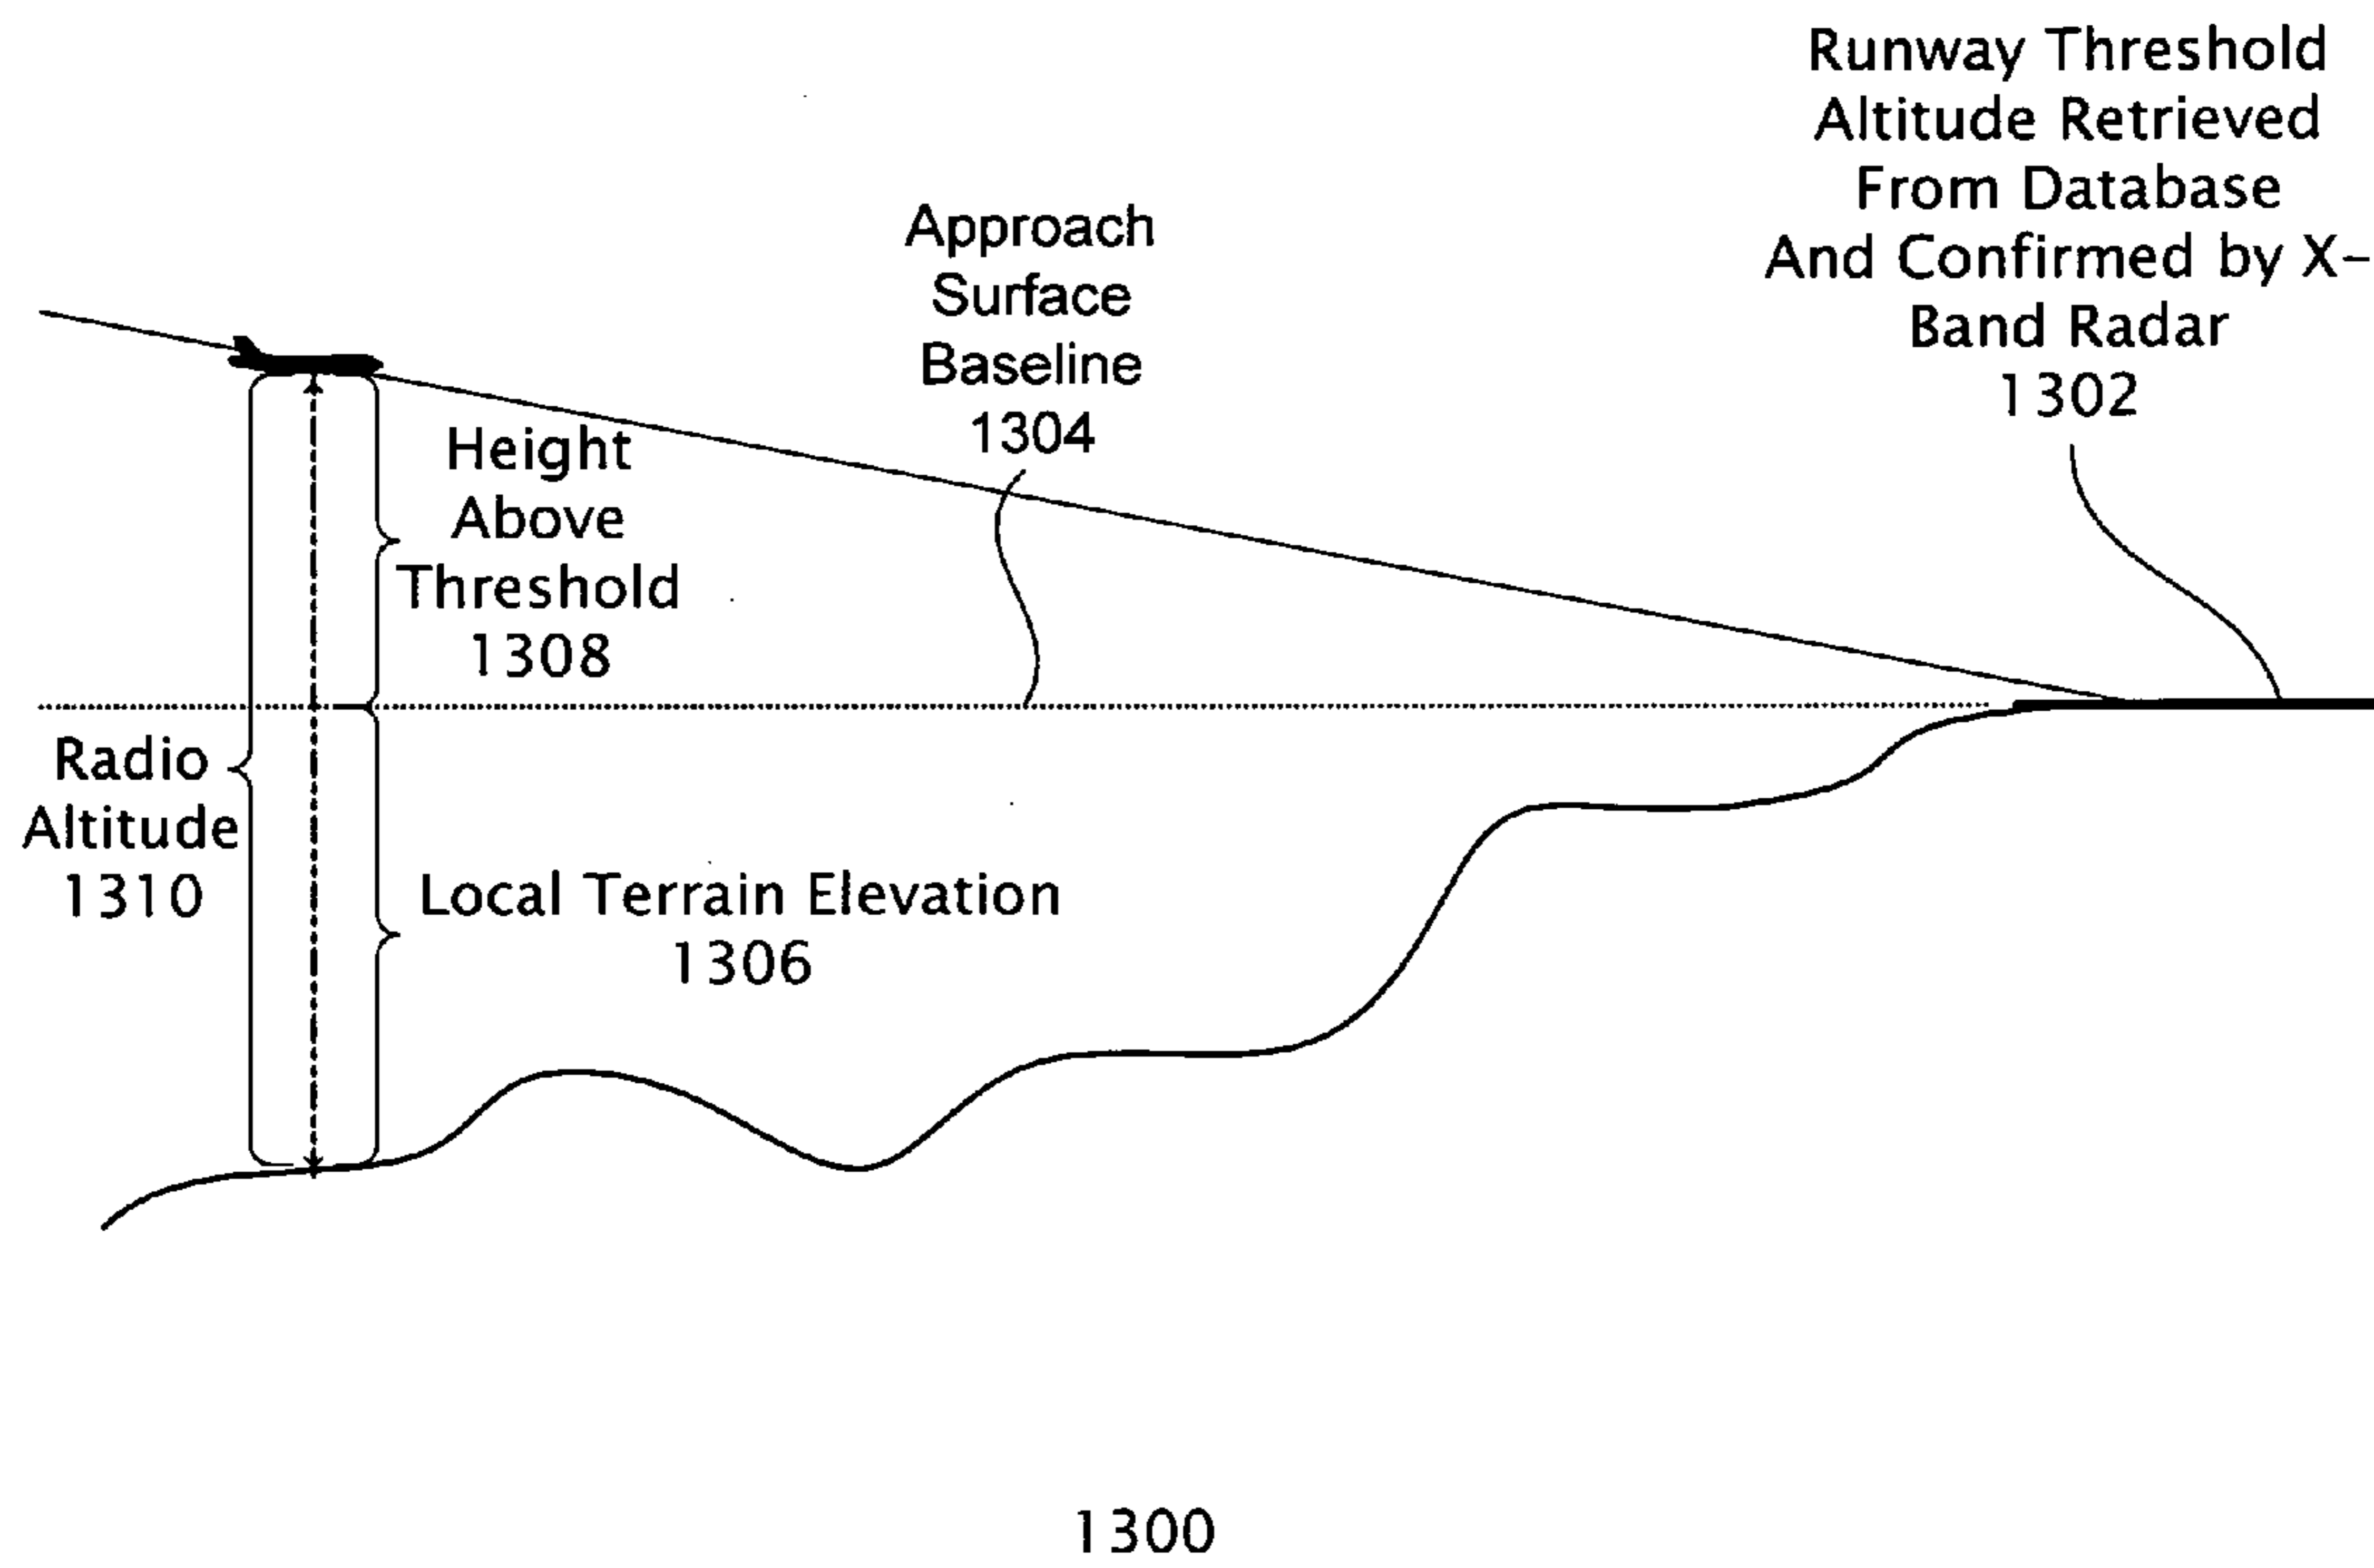 Runway Threshold
Altitude Retrieved
From Database
And Confirmed by X-
Band Radar
1302
Approach
Surface
Baseline
1304
Height
Above
Threshold
1308
Radio
Altitude
1310
Local Terrain Elevation
1306
1300